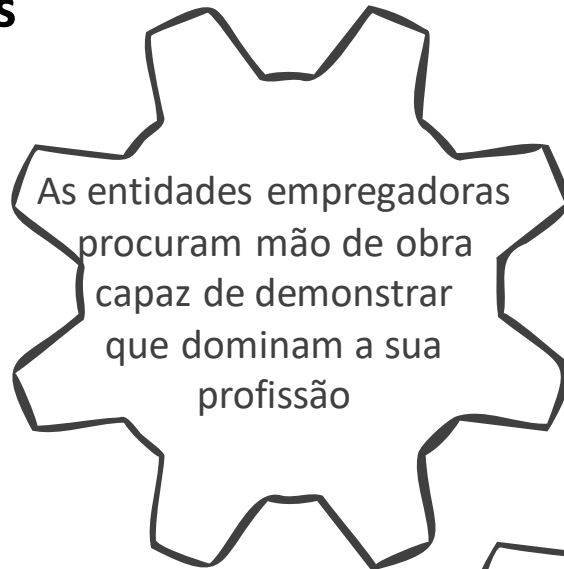 s
As entidades empregadoras
procuram mão de obra
capaz de demonstrar
que dominam a sua
profissão